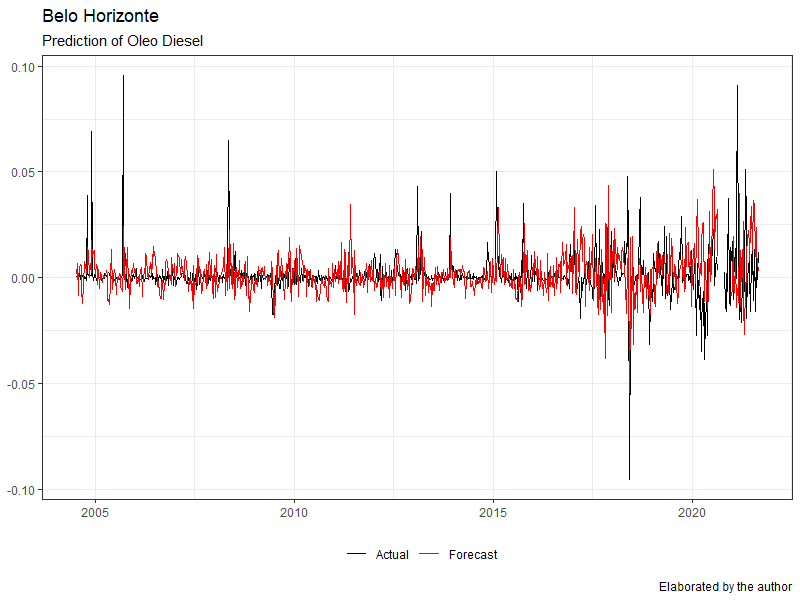 Belo Horizonte
Prediction of Oleo Diesel
0.10
0.05
0.00
-0.05
-0.10
2005 2010 2015 2020
Actual Forecast
Elaborated by the author